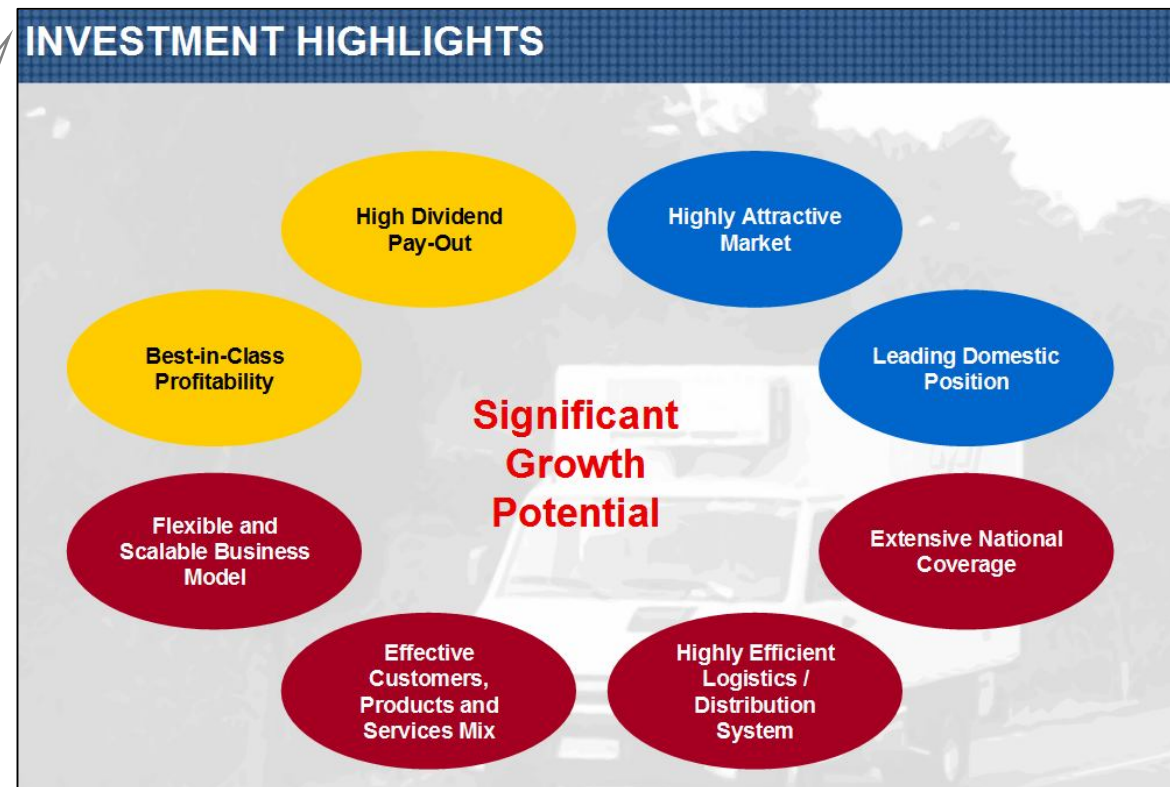 INVESTMENT HIGHLIGHTS
High Dividend
Pay-Out
Highly Attractive
Market
Best-in-Class
Profitability
Leading Domestic
Position
Significant
Growth
Potential
Flexible and
Scalable Business
Model
Extensive National
Coverage
Effective
Customers,
Products and
Services Mix
Highly Efficient
Logistics /
Distribution
System